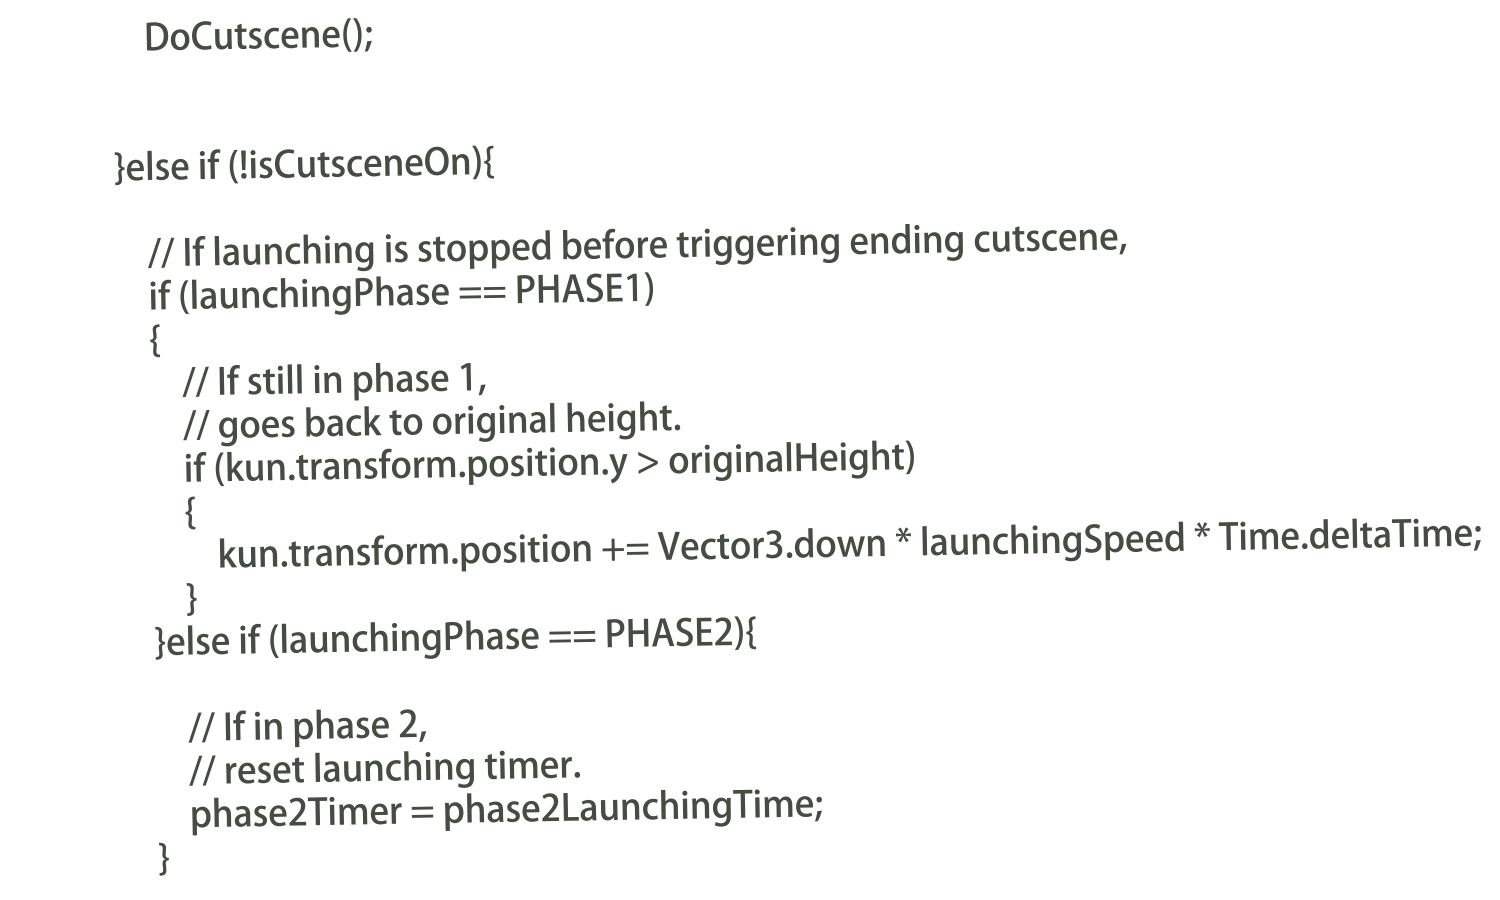 DoCutscene();
}else if (!isCutsceneOn){
// If launching is stopped before triggering ending cutscene,
if (launchingPhase == PHASE1)
{
// If still in phase 1,
// goes back to original height.
if (kun.transform.position.y > originalHeight)
{
kun.transform.position += Vector3.down * launchingSpeed * Time.deltaTime;
}
}else if (launchingPhase == PHASE2){
// If in phase 2,
// reset launching timer.
phase2Timer = phase2LaunchingTime;
}